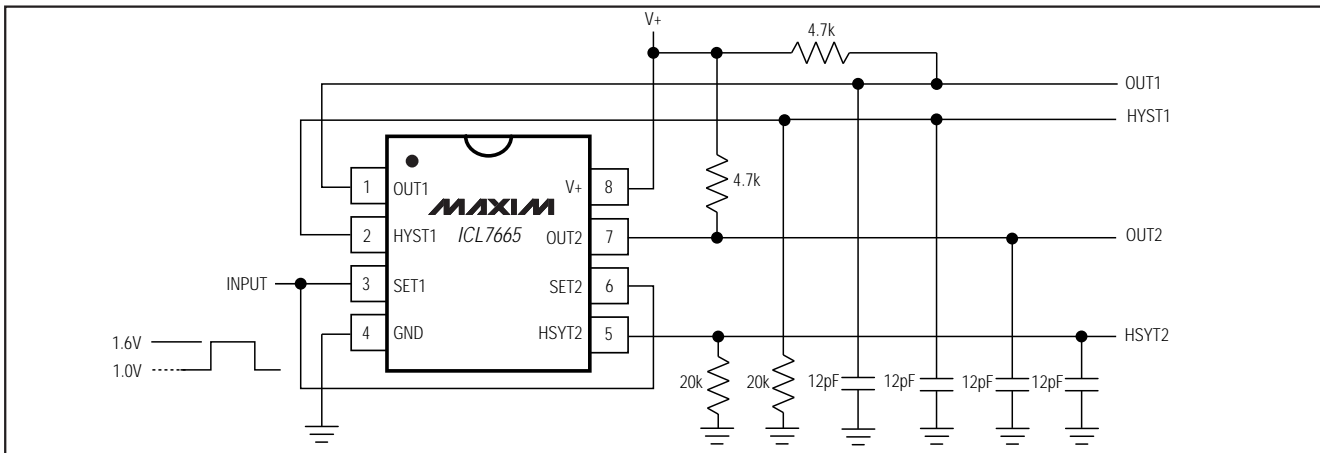 V+
4.7k
OUT1
HYST1
4.7k
1 OUT1 V+ 8
MAXIM
2 HYST1 ICL7665 OUT2 7
OUT2
INPUT
3 SET1 SET2 6
4 GND HSYT2 5
HSYT2
1.6V
1.0V
20k 20k 12pF 12pF 12pF 12pF